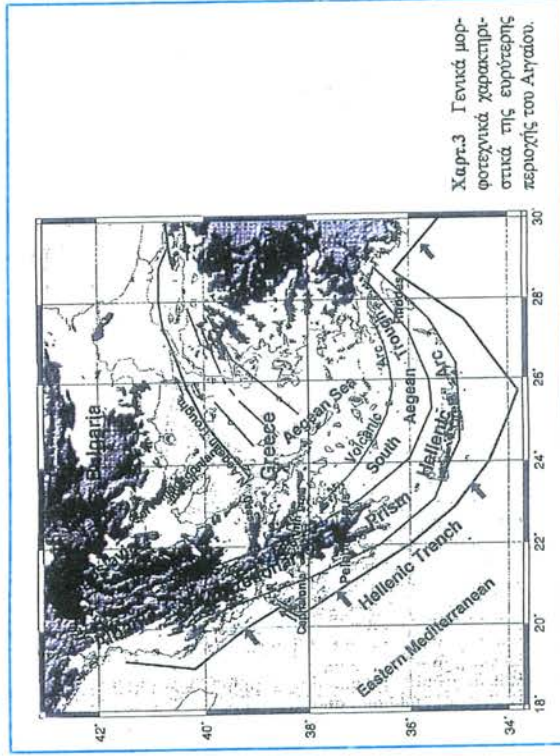 Χαρτ.3 Γενικά μορ-
φοτεχνικά χαρακτηρι-
στικά της ευρύτερης
περιοχής του Αιγαίου.
42˚
40˚
38˚
36˚
34˚
18˚
20˚
22˚
24˚
26˚
28˚
30˚
Bulgaria
Greece
Aegean Sea
Volcanic Arc
South Aegean Trough
Rhodes
Hellenic Arc
Prism
Hellenic Trench
Eastern Mediterranean